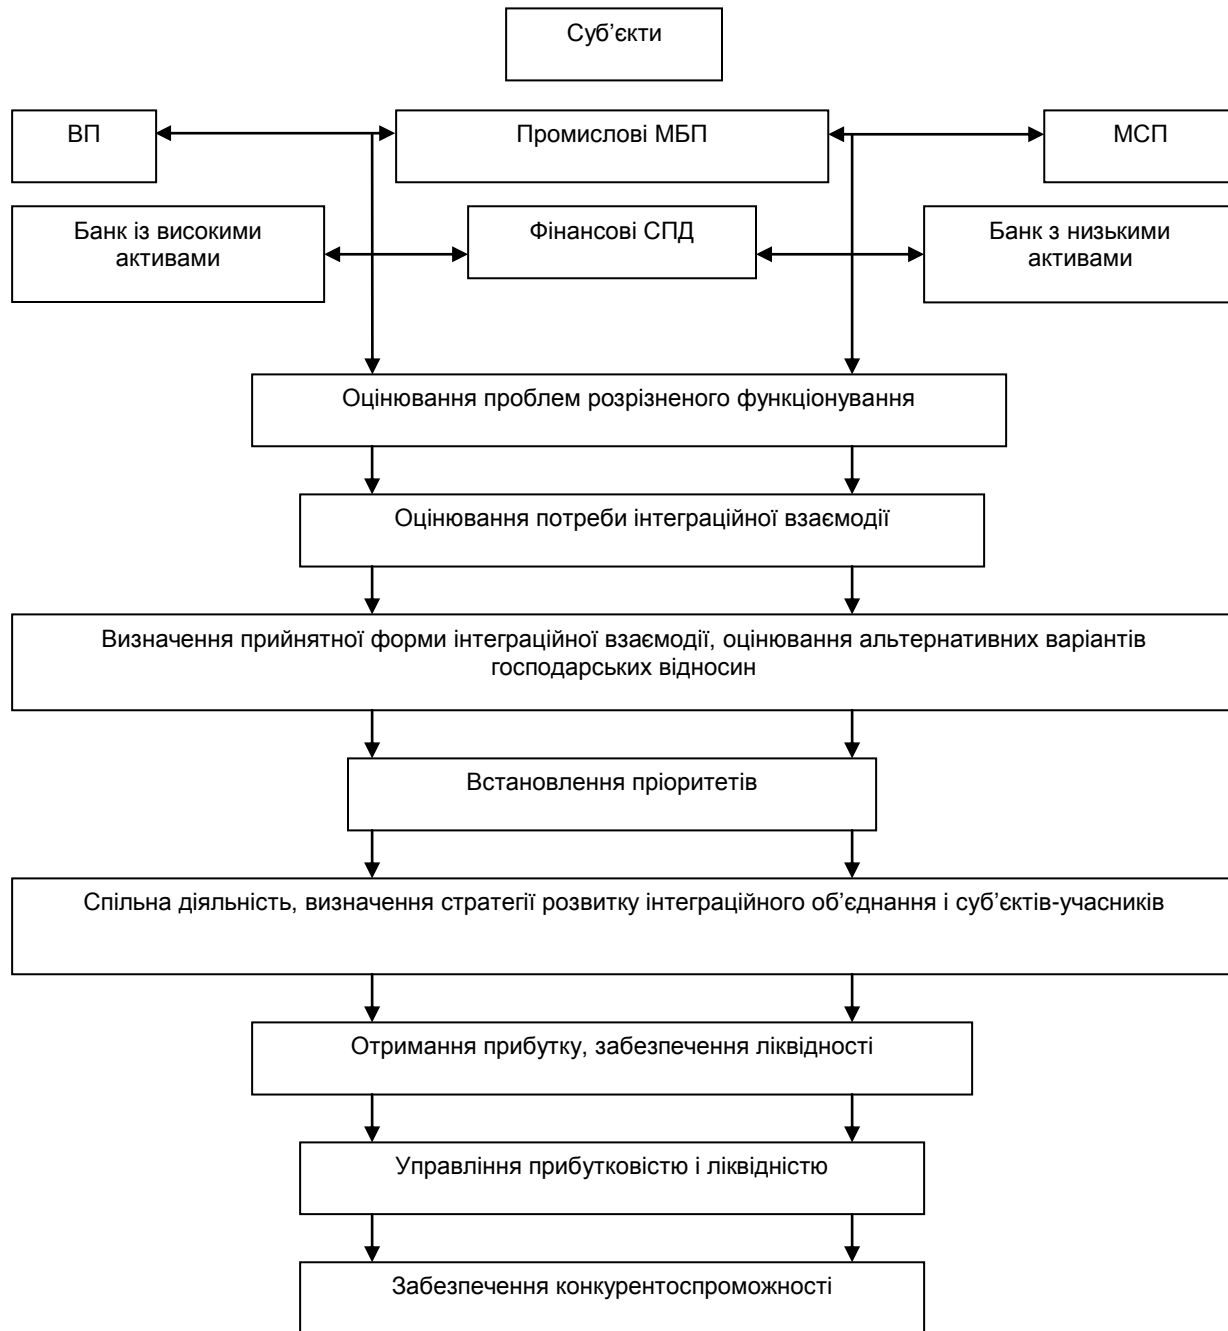 Суб’єкти
ВП
Промислові МБП
МСП
Банк із високими
активами
Фінансові СПД
Банк з низькими
активами
Оцінювання проблем розрізненого функціонування
Оцінювання потреби інтеграційної взаємодії
Визначення прийнятної форми інтеграційної взаємодії, оцінювання альтернативних варіантів
господарських відносин
Встановлення пріоритетів
Спільна діяльність, визначення стратегії розвитку інтеграційного об’єднання і суб’єктів-учасників
Отримання прибутку, забезпечення ліквідності
Управління прибутковістю і ліквідністю
Забезпечення конкурентоспроможності